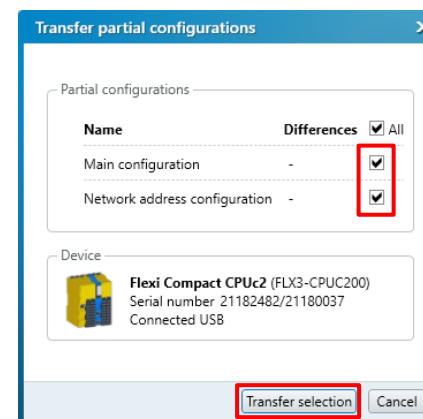 Transfer partial configurations
Partial configurations
Name Differences All
Main configuration -
Network address configuration -
Device
Flexi Compact CPUc2 (FLX3-CPUC200)
Serial number 21182482/21180037
Connected USB
Transfer selection Cancel